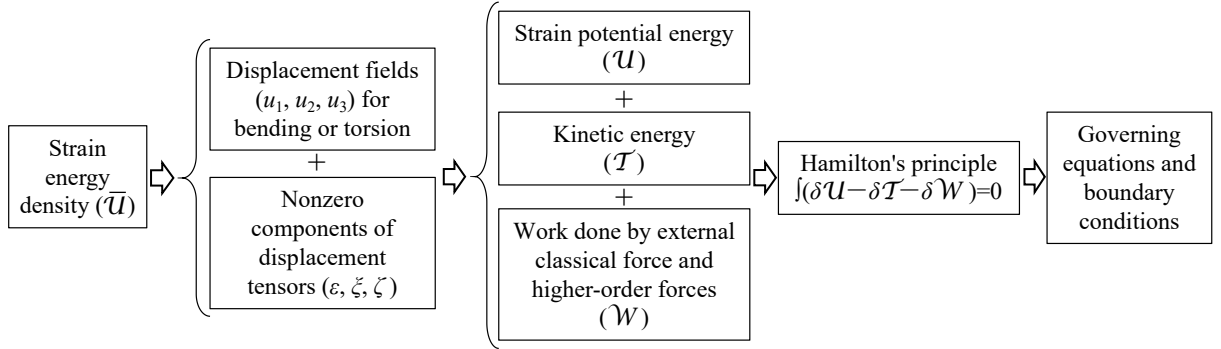 Strain
energy
density (𝒰̅)
Displacement fields
(u₁, u₂, u₃) for
bending or torsion
+
Nonzero
components of
displacement
tensors (ε, ξ, ζ)
Strain potential energy
(𝒰)
+
Kinetic energy
(𝒯)
+
Work done by external
classical force and
higher-order forces
(𝒲)
Hamilton's principle
∫(δ𝒰−δ𝒯−δ𝒲)=0
Governing
equations and
boundary
conditions